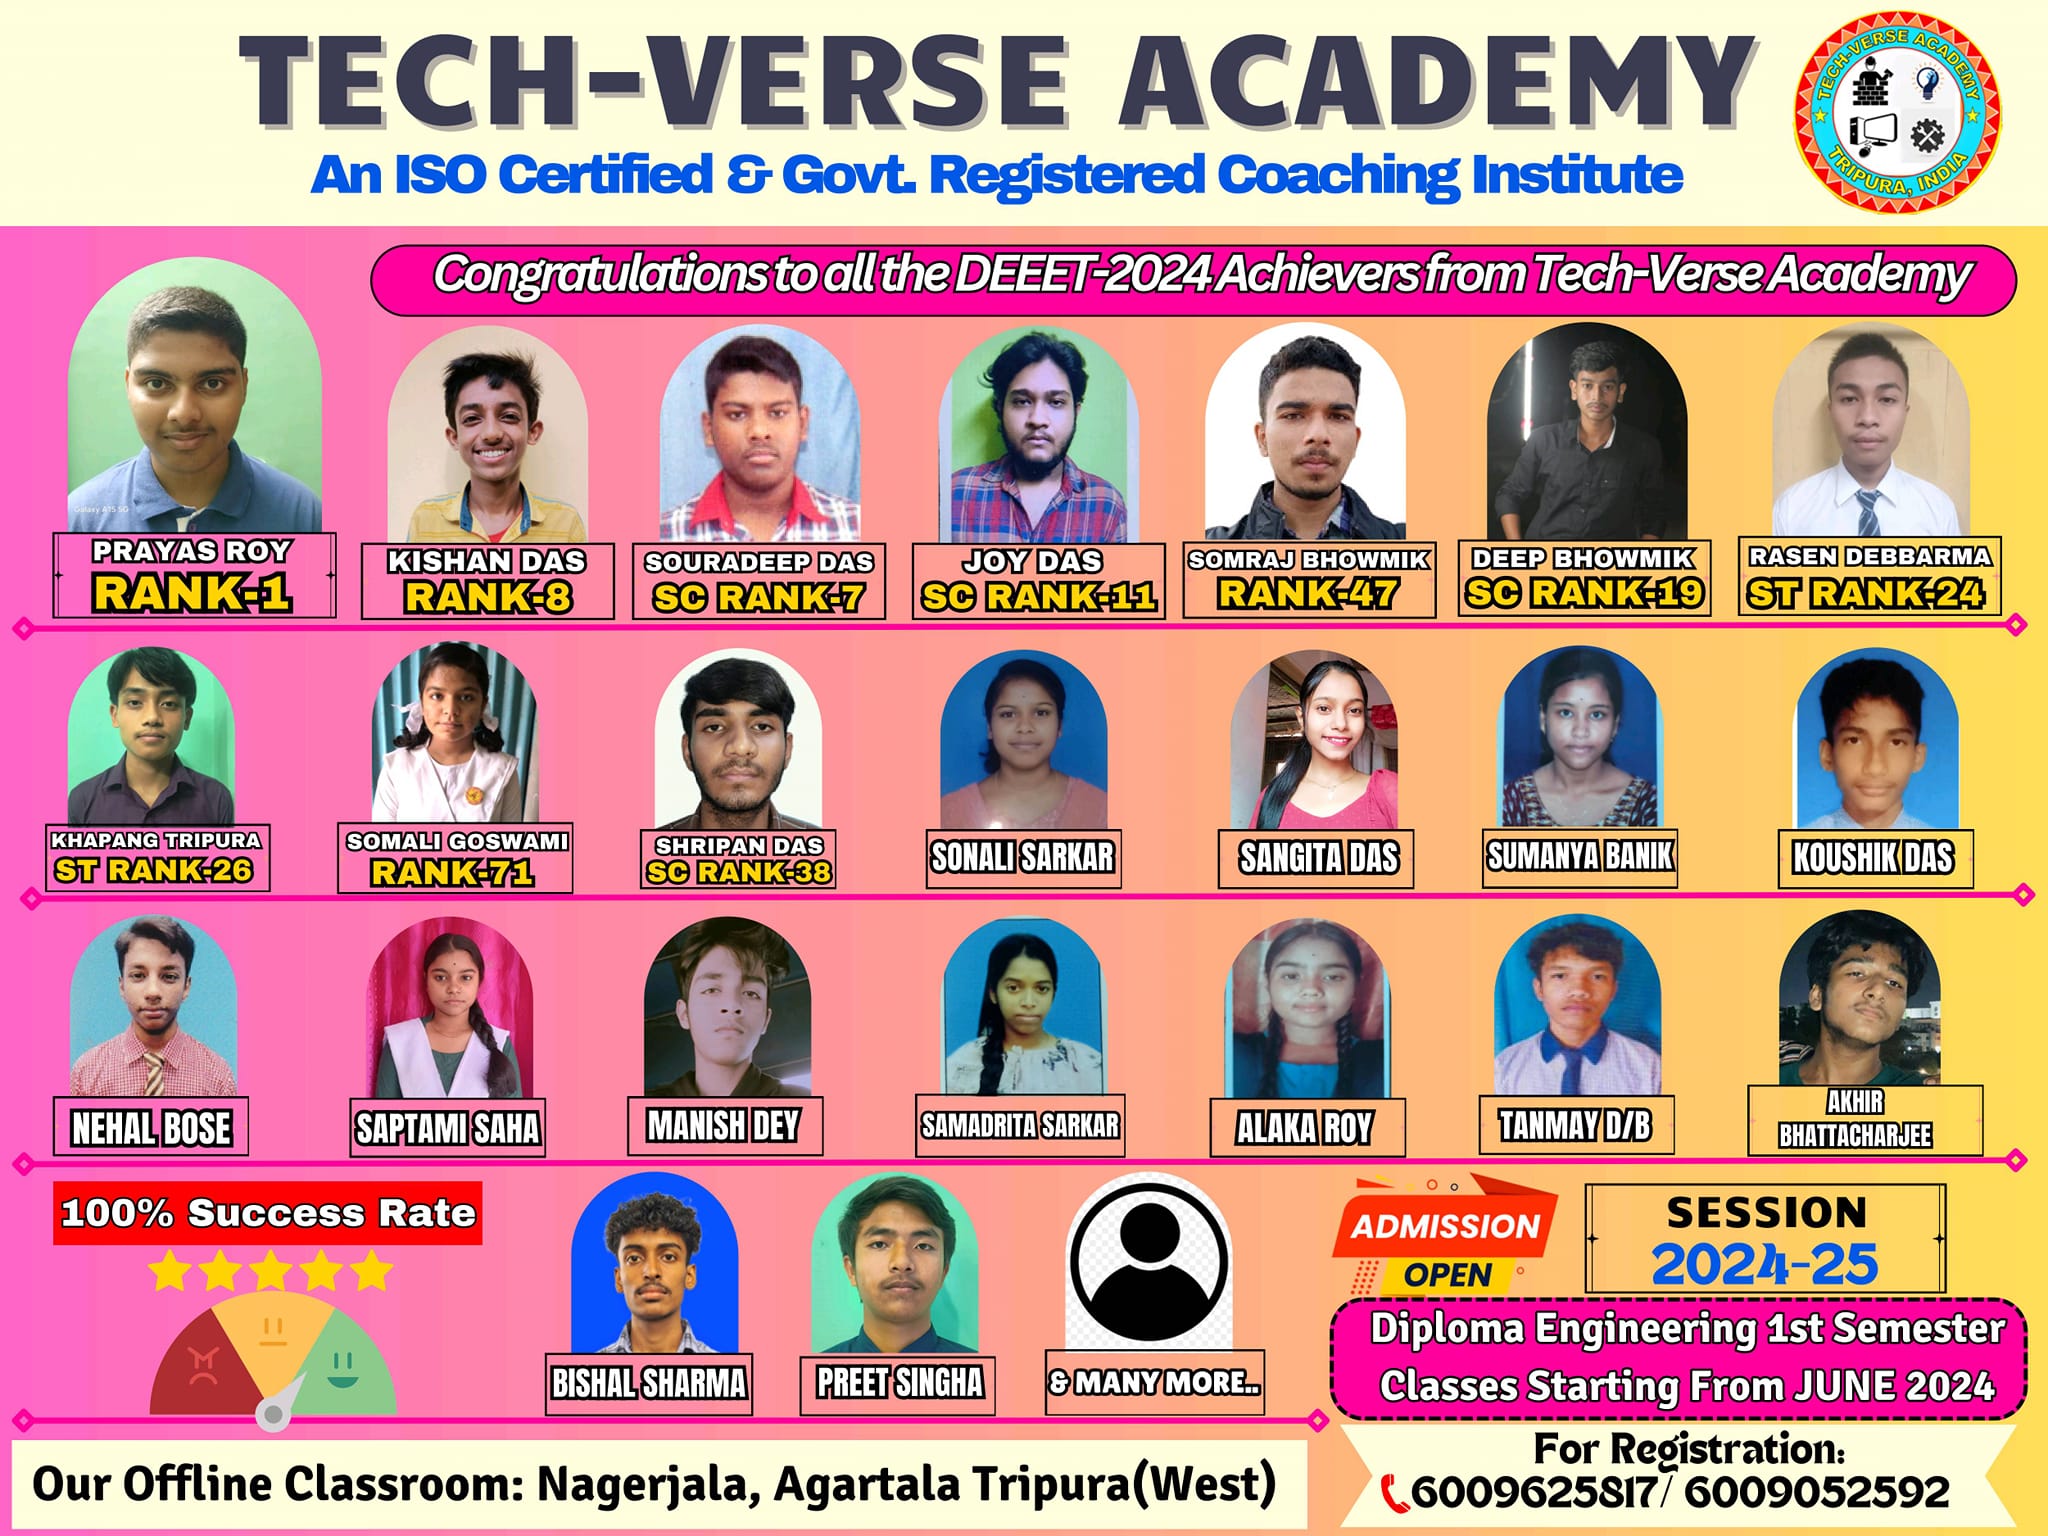 TECH-VERSE ACADEMY
An ISO Certified & Govt. Registered Coaching Institute
TECH-VERSE ACADEMY
TRIPURA, INDIA
Congratulations to all the DEEET-2024 Achievers from Tech-Verse Academy
Galaxy A15 5G
PRAYAS ROY
RANK-1
KISHAN DAS
RANK-8
SOURADEEP DAS
SC RANK-7
JOY DAS
SC RANK-11
SOMRAJ BHOWMIK
RANK-47
DEEP BHOWMIK
SC RANK-19
RASEN DEBBARMA
ST RANK-24
KHAPANG TRIPURA
ST RANK-26
SOMALI GOSWAMI
RANK-71
SHRIPAN DAS
SC RANK-38
SONALI SARKAR
SANGITA DAS
SUMANYA BANIK
KOUSHIK DAS
NEHAL BOSE
SAPTAMI SAHA
MANISH DEY
SAMADRITA SARKAR
ALAKA ROY
TANMAY D/B
AKHIR
BHATTACHARJEE
100% Success Rate
BISHAL SHARMA
PREET SINGHA
& MANY MORE..
ADMISSION
OPEN
SESSION
2024-25
Diploma Engineering 1st Semester
Classes Starting From JUNE 2024
Our Offline Classroom: Nagerjala, Agartala Tripura(West)
For Registration:
6009625817/ 6009052592